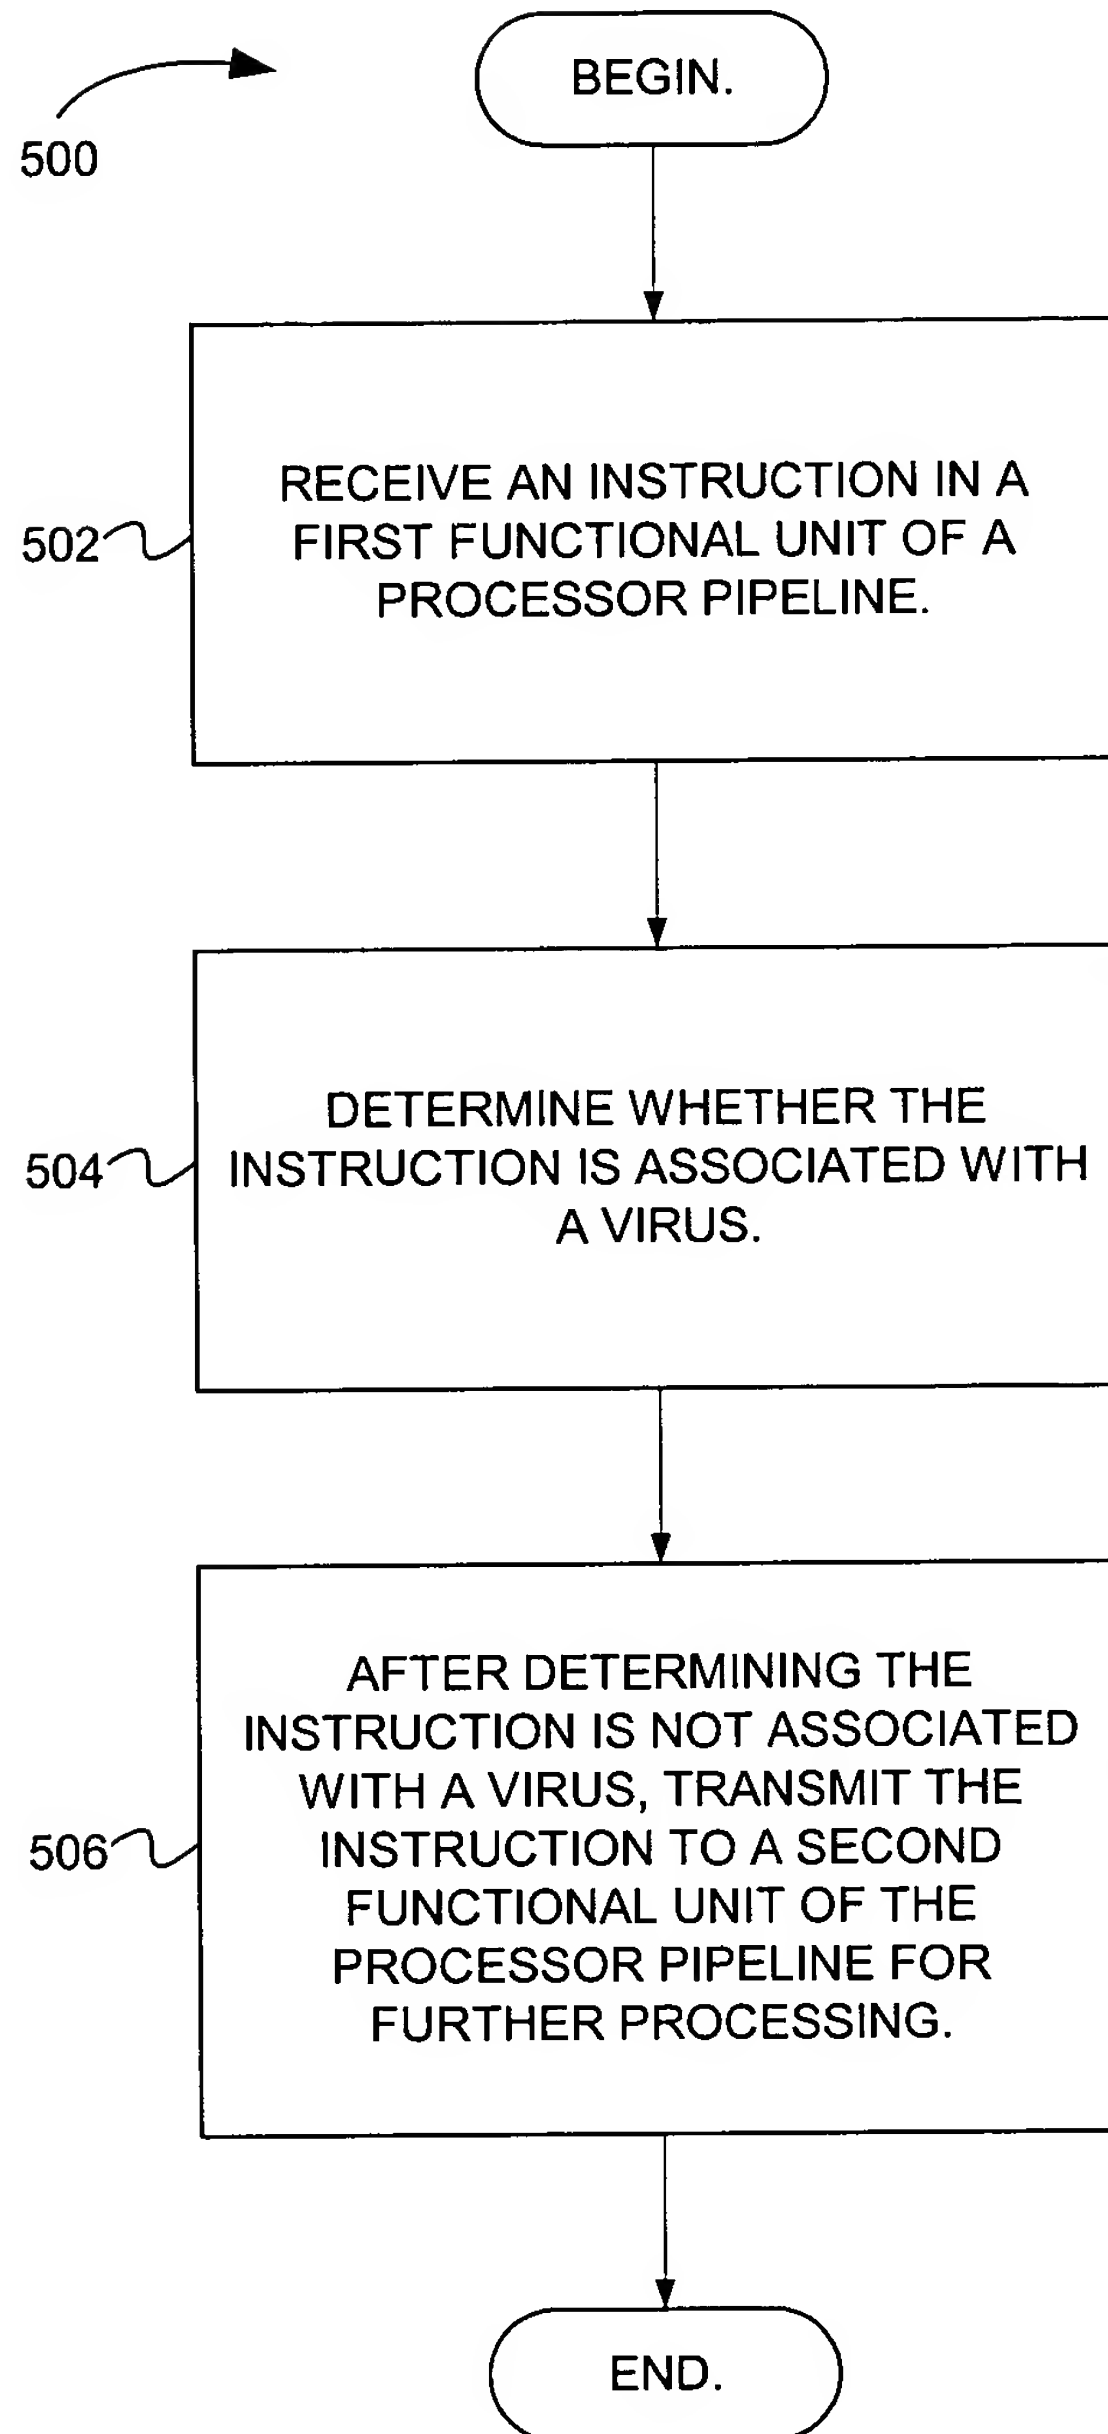 BEGIN.
500
RECEIVE AN INSTRUCTION IN A
FIRST FUNCTIONAL UNIT OF A
PROCESSOR PIPELINE.
502
DETERMINE WHETHER THE
INSTRUCTION IS ASSOCIATED WITH
A VIRUS.
504
AFTER DETERMINING THE
INSTRUCTION IS NOT ASSOCIATED
WITH A VIRUS, TRANSMIT THE
INSTRUCTION TO A SECOND
FUNCTIONAL UNIT OF THE
PROCESSOR PIPELINE FOR
FURTHER PROCESSING.
506
END.